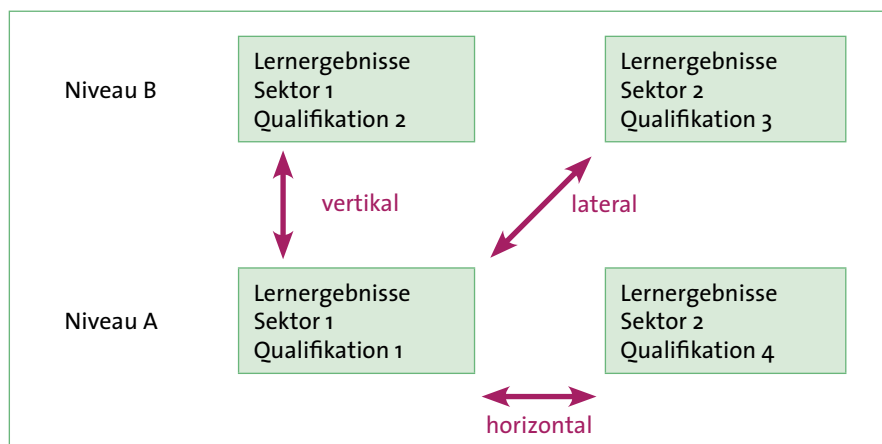 Niveau B
Lernergebnisse
Sektor 1
Qualifikation 2
Lernergebnisse
Sektor 2
Qualifikation 3
vertikal
lateral
Niveau A
Lernergebnisse
Sektor 1
Qualifikation 1
Lernergebnisse
Sektor 2
Qualifikation 4
horizontal